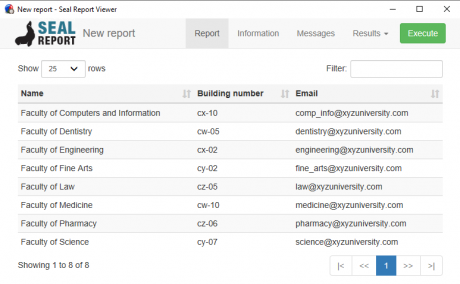 New report - Seal Report Viewer
SEAL REPORT New report Report Information Messages Results Execute
Show 25 rows Filter:
Name Building number Email
Faculty of Computers and Information cx-10 comp_info@xyzuniversity.com
Faculty of Dentistry cw-05 dentistry@xyzuniversity.com
Faculty of Engineering cx-02 engineering@xyzuniversity.com
Faculty of Fine Arts cy-02 fine_arts@xyzuniversity.com
Faculty of Law cz-05 law@xyzuniversity.com
Faculty of Medicine cw-10 medicine@xyzuniversity.com
Faculty of Pharmacy cz-06 pharmacy@xyzuniversity.com
Faculty of Science cy-07 science@xyzuniversity.com
Showing 1 to 8 of 8 |< << 1 >> >|